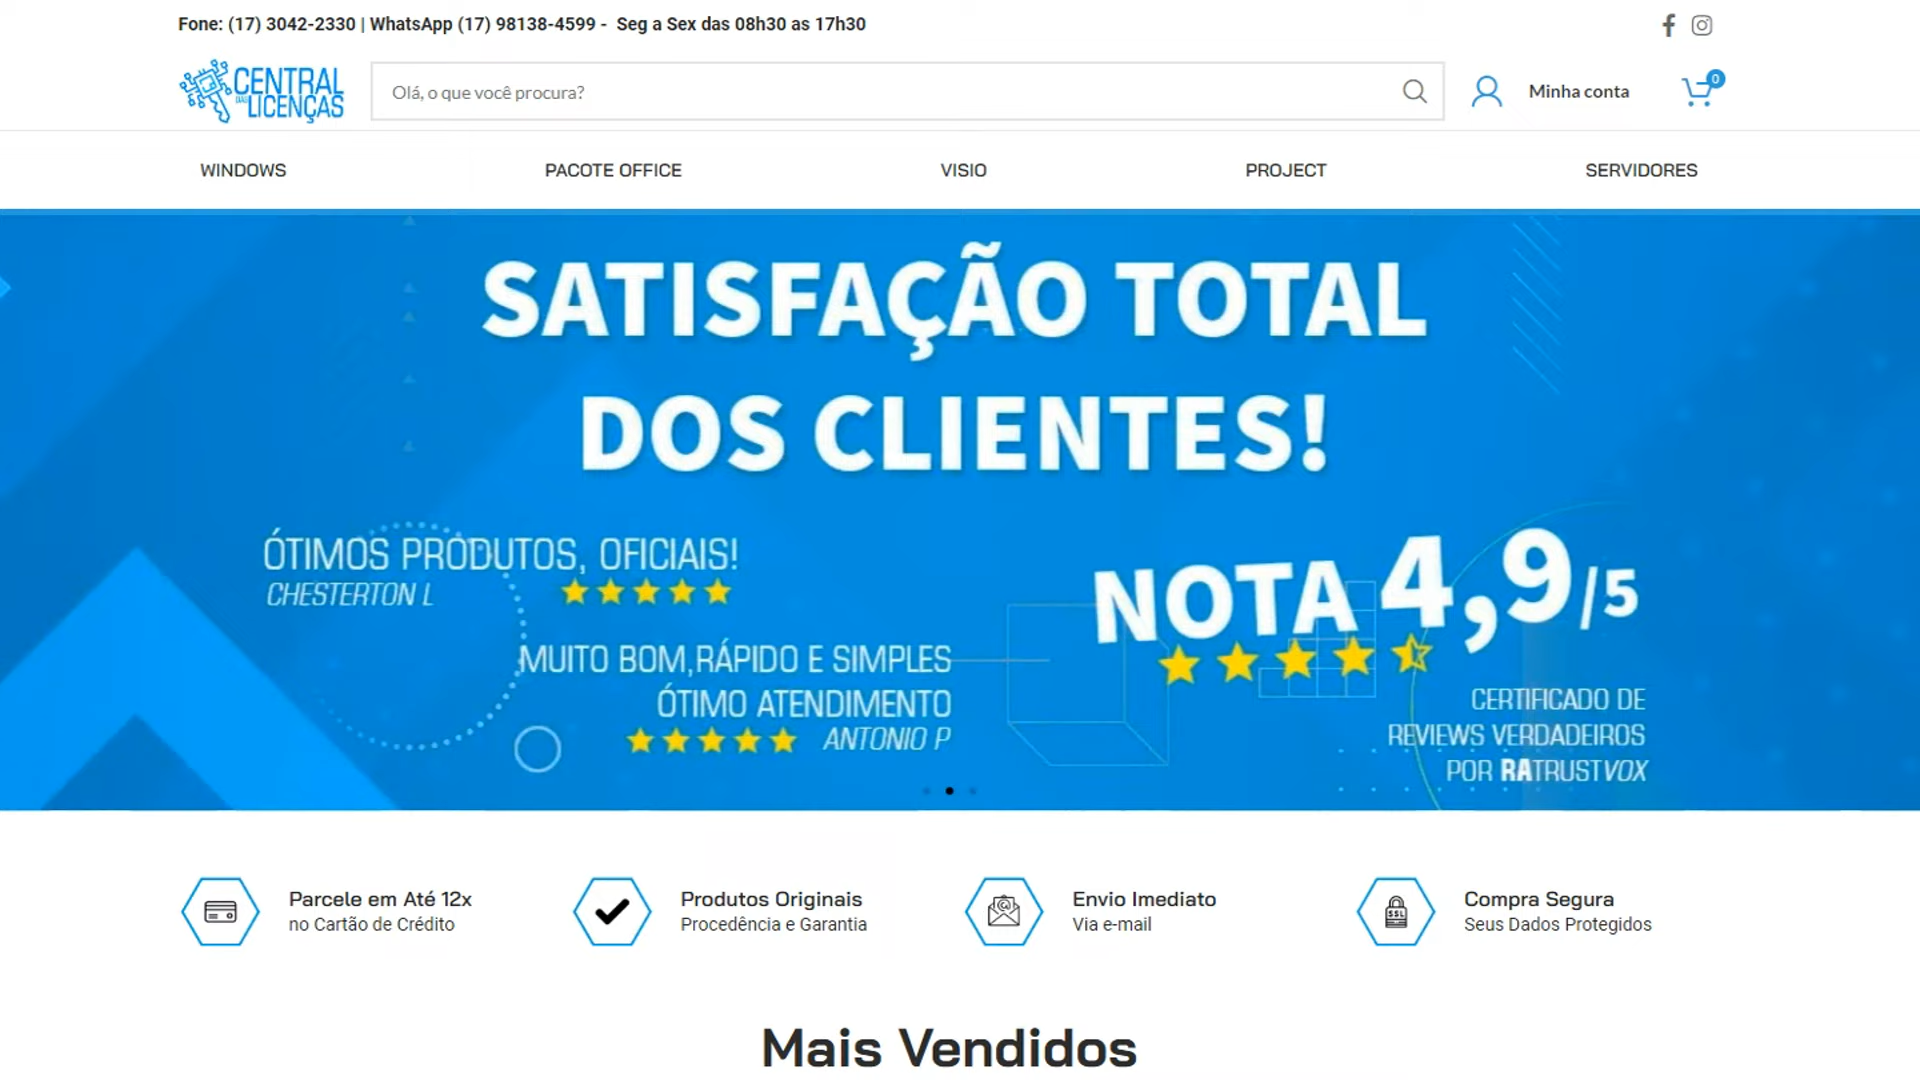 Fone: (17) 3042-2330 | WhatsApp (17) 98138-4599 - Seg a Sex das 08h30 as 17h30
CENTRAL
DAS
LICENÇAS
Olá, o que você procura?
Minha conta
0
WINDOWS
PACOTE OFFICE
VISIO
PROJECT
SERVIDORES
SATISFAÇÃO TOTAL
DOS CLIENTES!
ÓTIMOS PRODUTOS, OFICIAIS!
CHESTERTON L
MUITO BOM,RÁPIDO E SIMPLES
ÓTIMO ATENDIMENTO
ANTONIO P
NOTA 4,9/5
CERTIFICADO DE
REVIEWS VERDADEIROS
POR RATRUSTVOX
Parcele em Até 12x
no Cartão de Crédito
Produtos Originais
Procedência e Garantia
Envio Imediato
Via e-mail
SSL
Compra Segura
Seus Dados Protegidos
Mais Vendidos